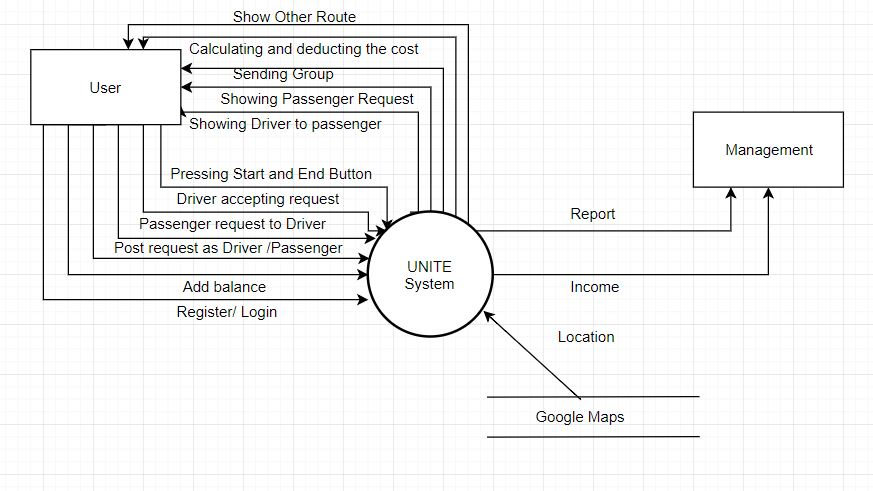 Show Other Route
Calculating and deducting the cost
User
Sending Group
Showing Passenger Request
Showing Driver to passenger
Management
Pressing Start and End Button
Driver accepting request
Report
Passenger request to Driver
Post request as Driver /Passenger
UNITE
System
Add balance
Income
Register/ Login
Location
Google Maps